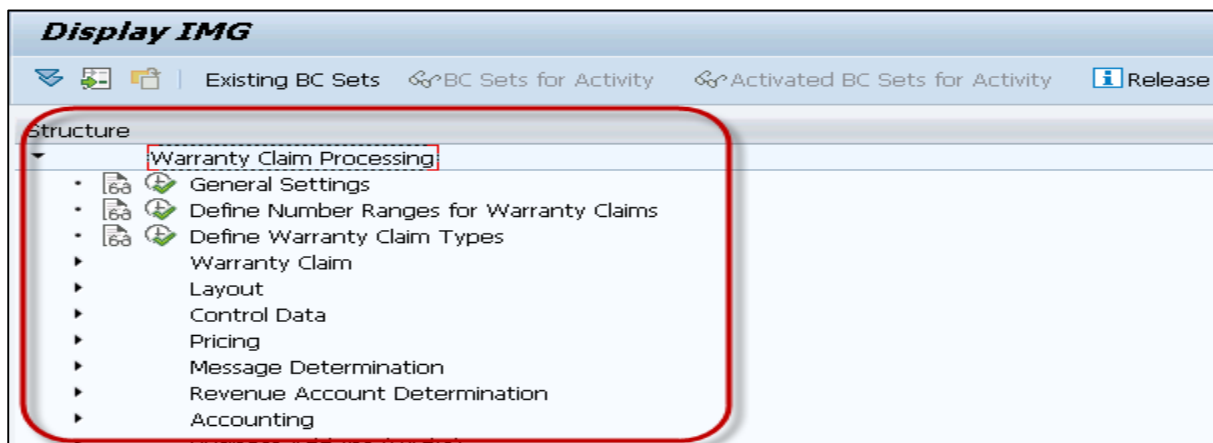 Display IMG
Existing BC Sets BC Sets for Activity Activated BC Sets for Activity Release
Structure
Warranty Claim Processing
General Settings
Define Number Ranges for Warranty Claims
Define Warranty Claim Types
Warranty Claim
Layout
Control Data
Pricing
Message Determination
Revenue Account Determination
Accounting